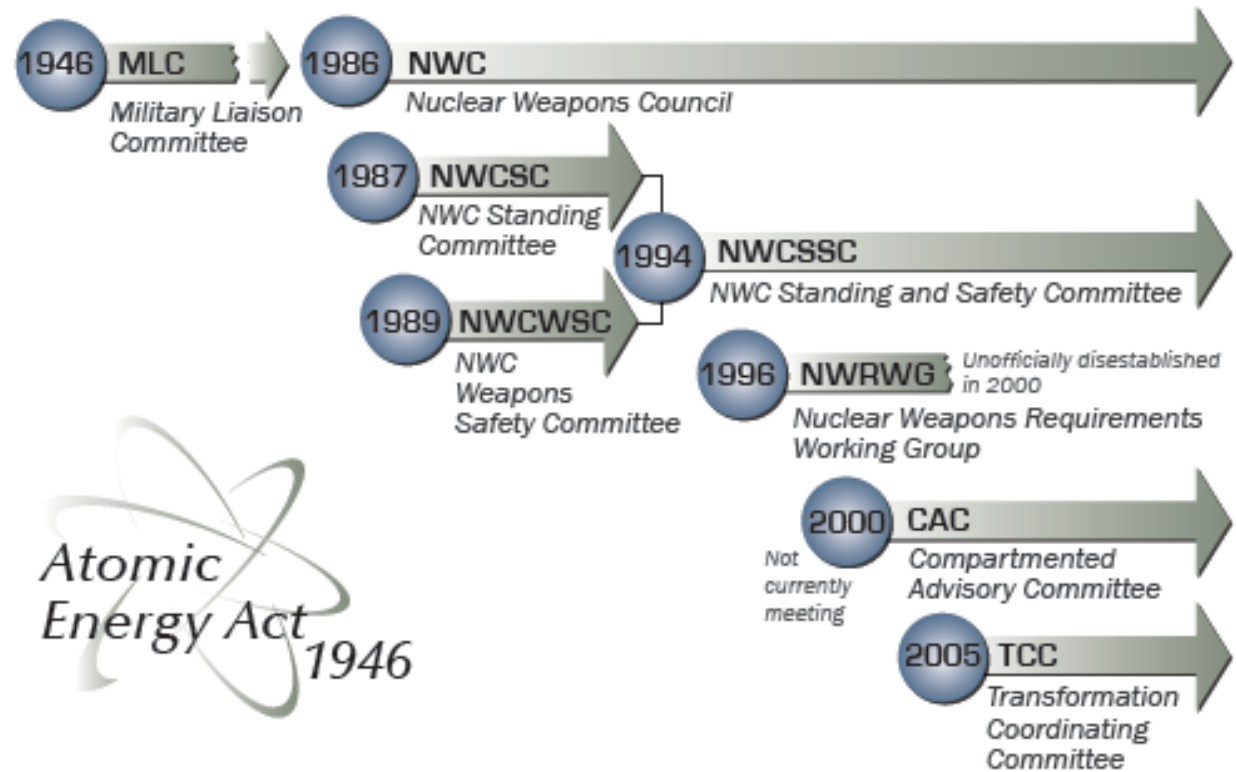 1946 MLC
Military Liaison
Committee
1986 NWC
Nuclear Weapons Council
1987 NWCSC
NWC Standing
Committee
1989 NWCWSC
NWC
Weapons
Safety Committee
1994 NWCSSC
NWC Standing and Safety Committee
1996 NWRWG
Unofficially disestablished
in 2000
Nuclear Weapons Requirements
Working Group
2000 CAC
Not
currently
meeting
Compartmented
Advisory Committee
2005 TCC
Transformation
Coordinating
Committee
Atomic
Energy Act
1946